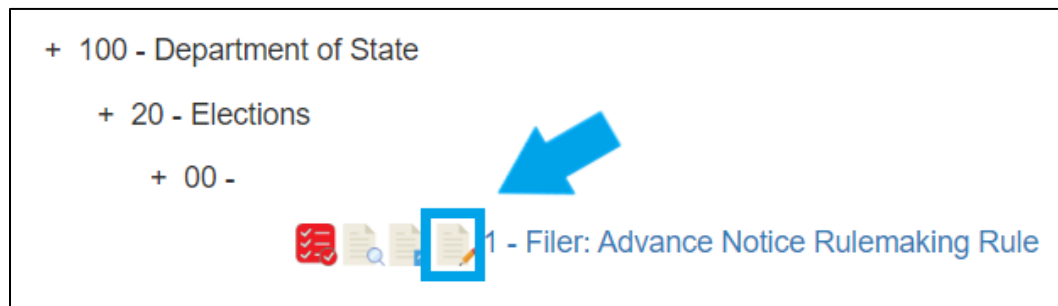 + 100 - Department of State
+ 20 - Elections
+ 00 -
1 - Filer: Advance Notice Rulemaking Rule